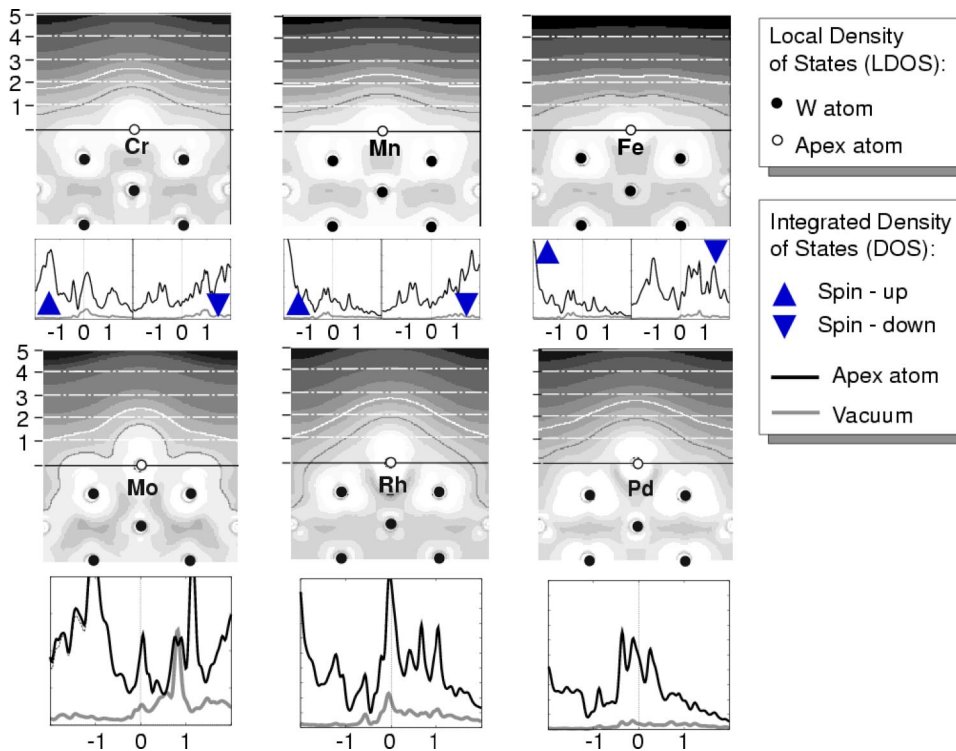 5
4
3
2
1
Cr
Mn
Fe
-1 0 1 -1 0 1
-1 0 1 -1 0 1
-1 0 1 -1 0 1
5
4
3
2
1
Mo
Rh
Pd
-1 0 1
-1 0 1
-1 0 1
Local Density
of States (LDOS):
W atom
Apex atom
Integrated Density
of States (DOS):
Spin - up
Spin - down
Apex atom
Vacuum